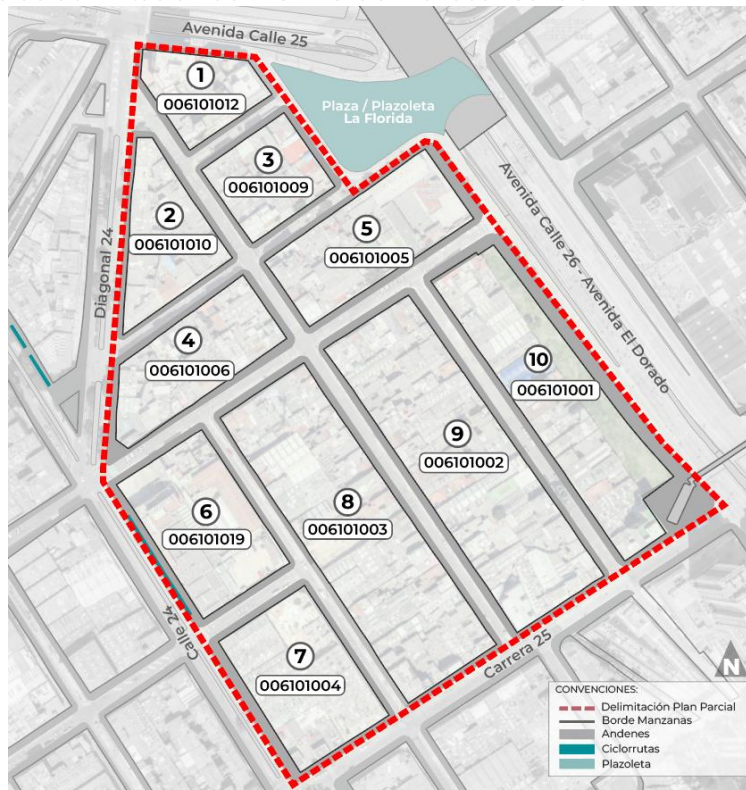 Avenida Calle 25
1
006101012
Plaza / Plazoleta
La Florida
3
006101009
2
006101010
5
006101005
Avenida Calle 26 - Avenida El Dorado
Diagonal 24
4
006101006
10
006101001
9
006101002
8
006101003
6
006101019
7
006101004
Calle 24
Carrera 25
N
CONVENCIONES:
Delimitación Plan Parcial
Borde Manzanas
Andenes
Ciclorrutas
Plazoleta